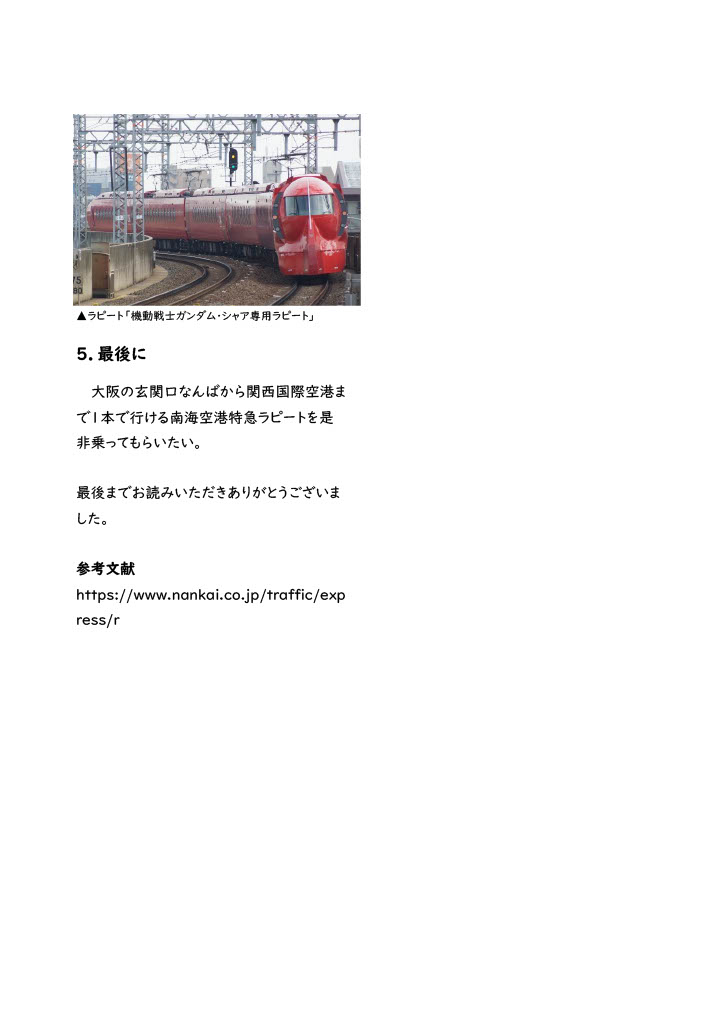 75
80
▲ラピート「機動戦士ガンダム・シャア専用ラピート」
5. 最後に
　大阪の玄関口なんばから関西国際空港ま
で1本で行ける南海空港特急ラピートを是
非乗ってもらいたい。
最後までお読みいただきありがとうございま
した。
参考文献
https://www.nankai.co.jp/traffic/exp
ress/r